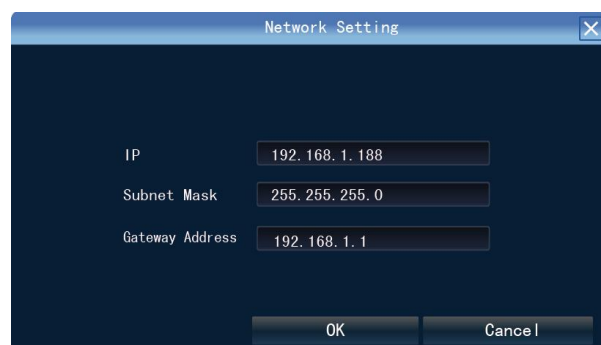 Network Setting
IP 192.168.1.188
Subnet Mask 255.255.255.0
Gateway Address 192.168.1.1
OK Cancel